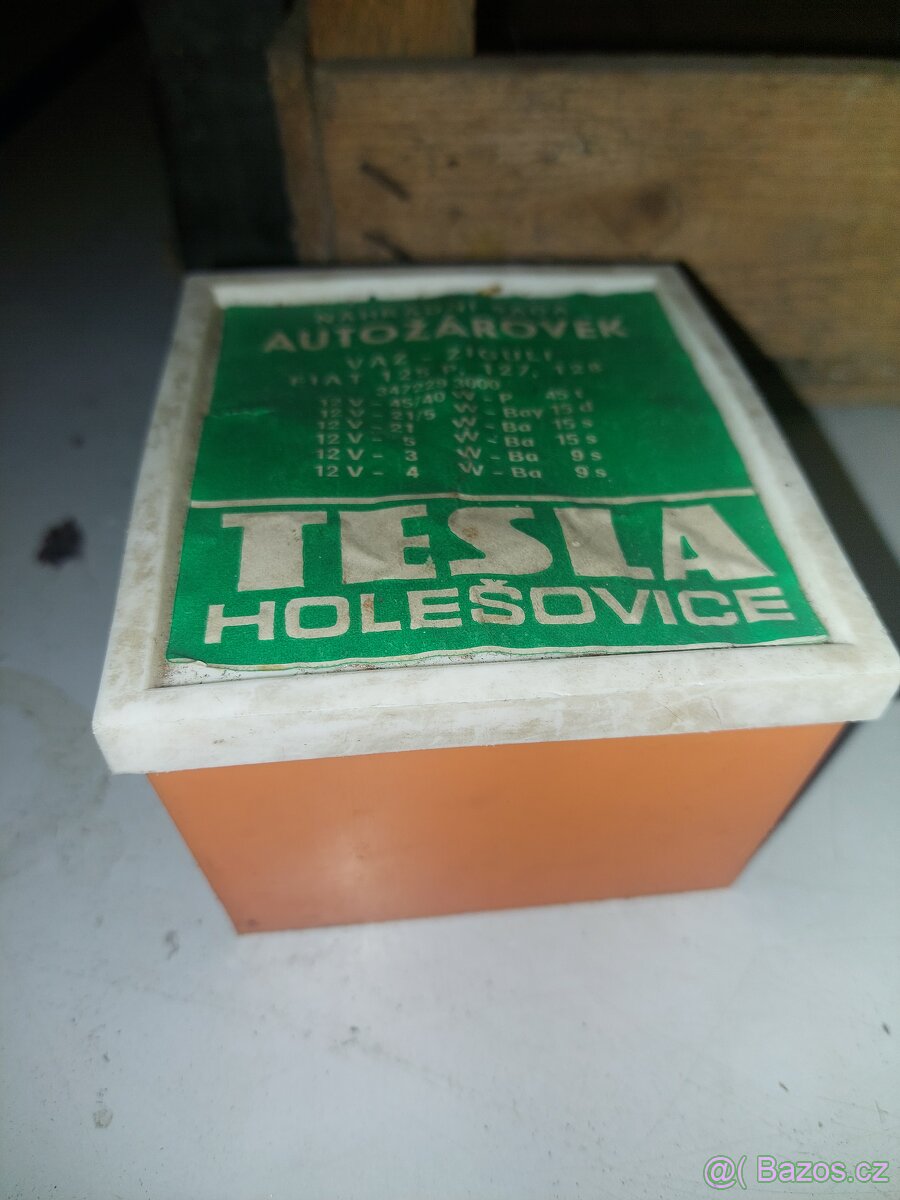 NÁHRADNÍ SADA
AUTOŽÁROVEK
VAZ - ŽIGULI,
FIAT 125 P, 127, 128
347229 3000
12 V - 45/40 W - P 45 t
12 V - 21/5 W - Bay 15 d
12 V - 21 W - Ba 15 s
12 V - 5 W - Ba 15 s
12 V - 3 W - Ba 9 s
12 V - 4 W - Ba 9 s
TESLA
HOLEŠOVICE
@( Bazos.cz